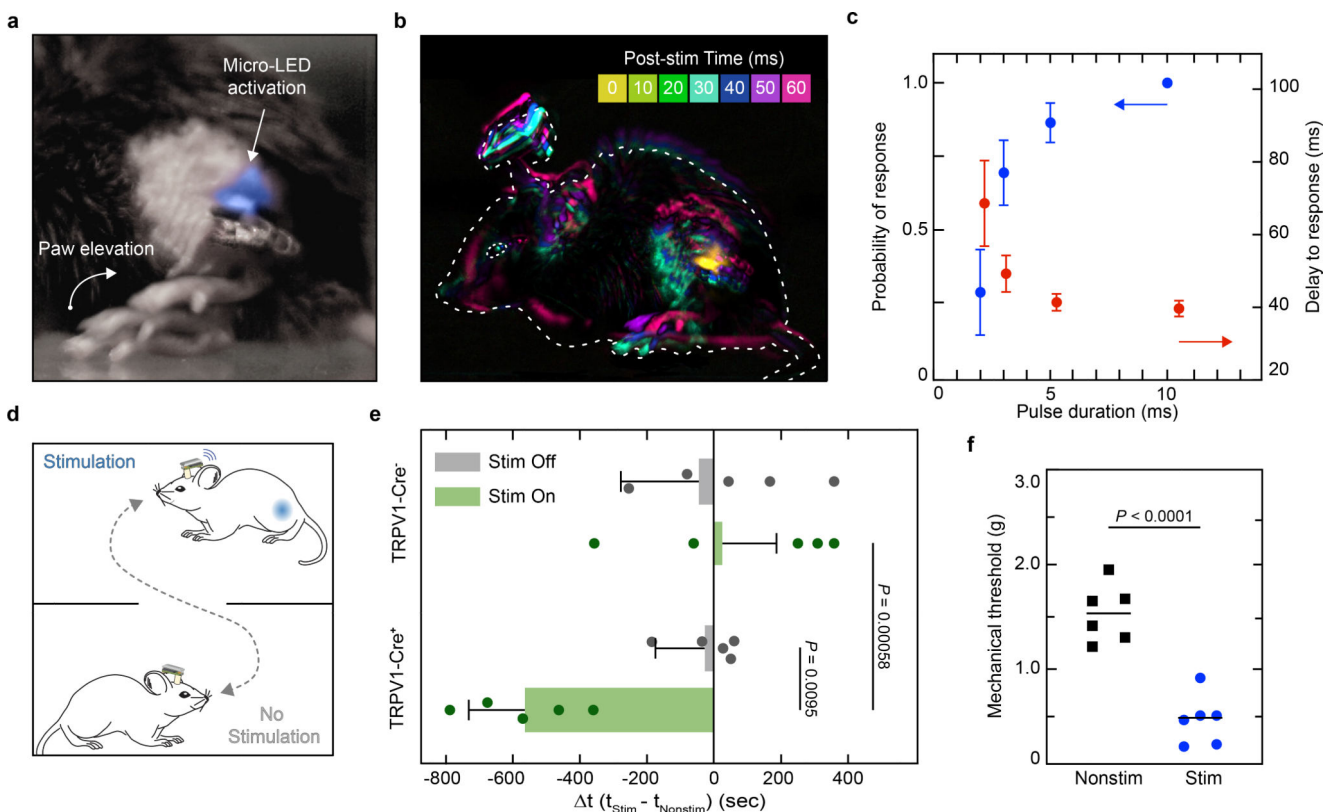 a
Micro-LED
activation
Paw elevation
b
Post-stim Time (ms)
0 10 20 30 40 50 60
c
Probability of response
1.0
0.5
0
Delay to response (ms)
100
80
60
40
20
0 5 10
Pulse duration (ms)
d
Stimulation
No
Stimulation
e
Stim Off
Stim On
TRPV1-Cre-
TRPV1-Cre+
P = 0.00058
P = 0.0095
-800 -600 -400 -200 0 200 400
Δt (tStim - tNonstim) (sec)
f
Mechanical threshold (g)
3.0
2.0
1.0
0
P < 0.0001
Nonstim Stim